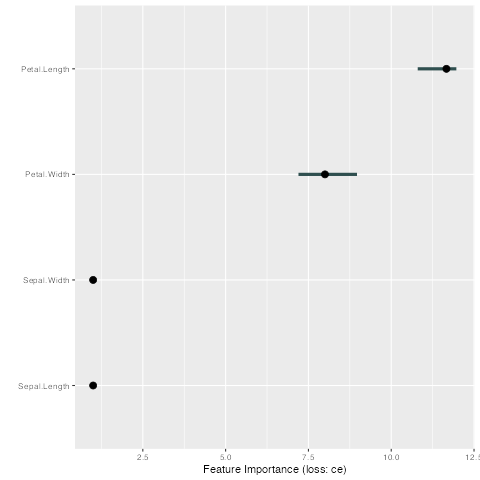 Petal.Length
Petal.Width
Sepal.Width
Sepal.Length
2.5 5.0 7.5 10.0 12.5
Feature Importance (loss: ce)